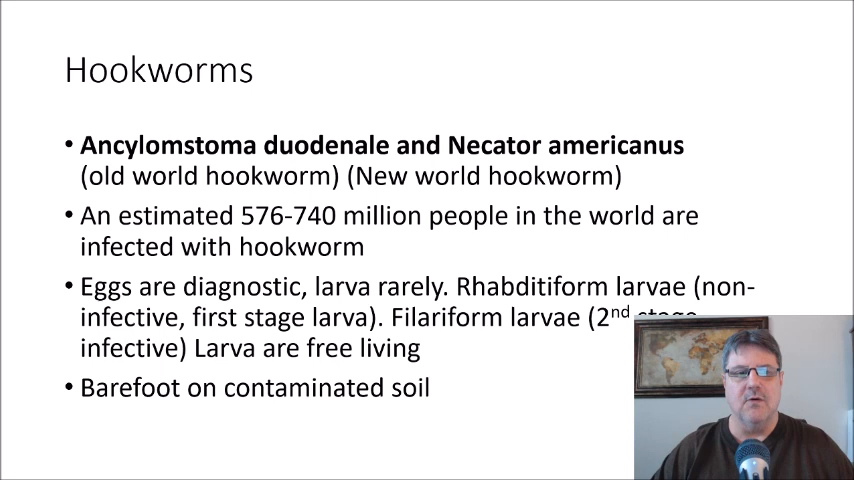 Hookworms
• Ancylomstoma duodenale and Necator americanus
(old world hookworm) (New world hookworm)
• An estimated 576-740 million people in the world are
infected with hookworm
• Eggs are diagnostic, larva rarely. Rhabditiform larvae (non-
infective, first stage larva). Filariform larvae (2nd stage
infective) Larva are free living
• Barefoot on contaminated soil